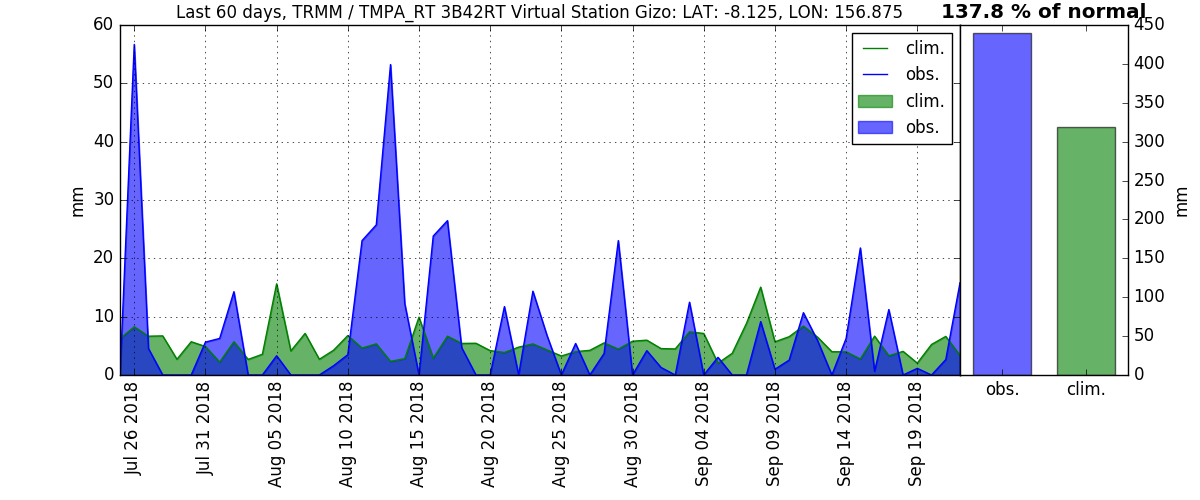 Last 60 days, TRMM / TMPA_RT 3B42RT Virtual Station Gizo: LAT: -8.125, LON: 156.875
137.8 % of normal
60
50
40
30
20
10
0
mm
clim.
obs.
clim.
obs.
Jul 26 2018
Jul 31 2018
Aug 05 2018
Aug 10 2018
Aug 15 2018
Aug 20 2018
Aug 25 2018
Aug 30 2018
Sep 04 2018
Sep 09 2018
Sep 14 2018
Sep 19 2018
450
400
350
300
250
200
150
100
50
0
mm
obs.
clim.